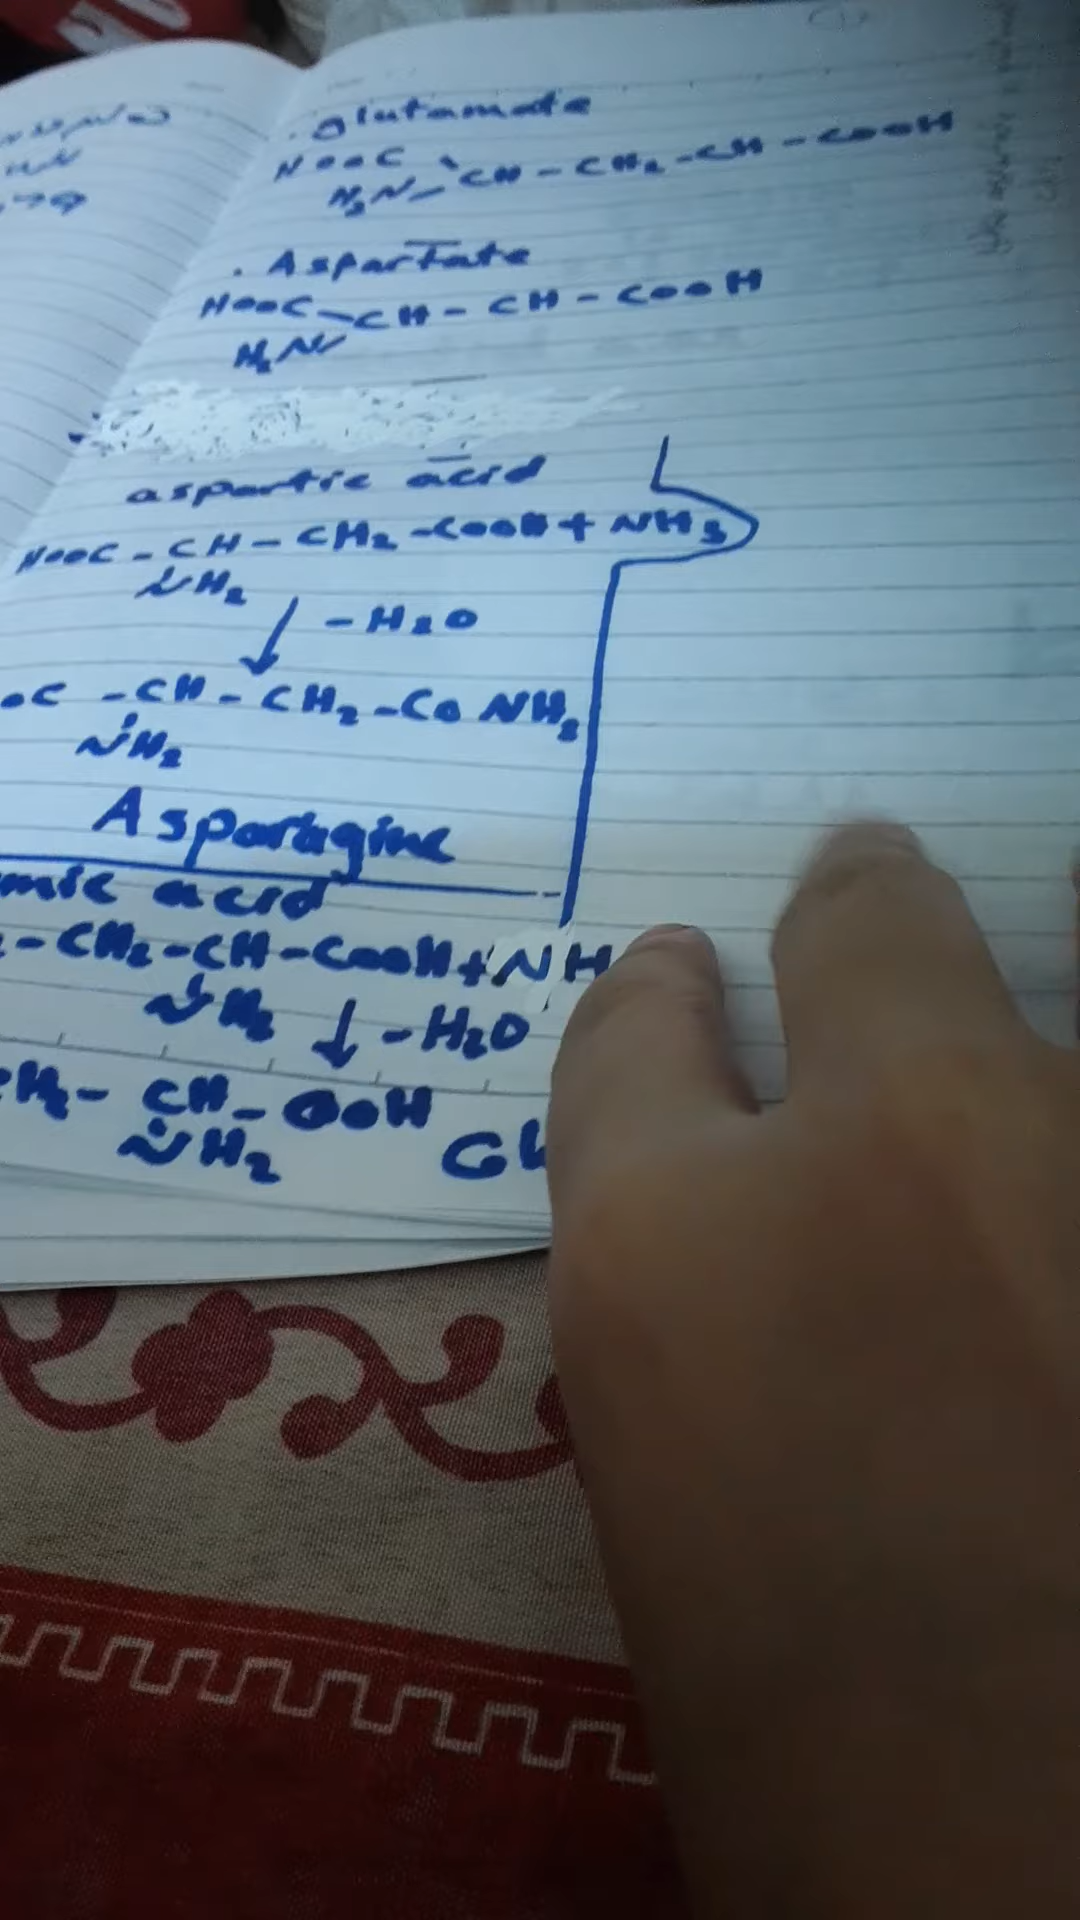 . glutamate
HOOC
H₂N - CH - CH₂ - CH - COOH
. Aspartate
HOOC - CH - CH - COOH
H₂N
aspartic acid
HOOC - CH - CH₂ - COOH + NH₃
NH₂
- H₂O
OC - CH - CH₂ - CO NH₂
NH₂
Asparagine
mic acid
- CH₂ - CH - COOH + NH
NH₂
- H₂O
CH₂ - CH - OOH
NH₂
GL